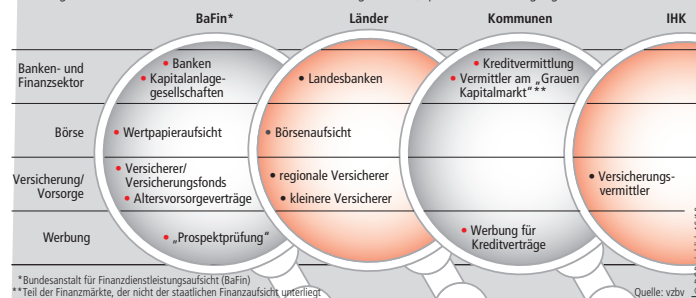 BaFin* Länder Kommunen IHK
Banken- und
Finanzsektor
• Banken
• Kapitalanlage-
gesellschaften
• Landesbanken
• Kreditvermittlung
• Vermittler am „Grauen
Kapitalmarkt“**
Börse
• Wertpapieraufsicht
• Börsenaufsicht
Versicherung/
Vorsorge
• Versicherer/
Versicherungsfonds
• Altersvorsorgeverträge
• regionale Versicherer
• kleinere Versicherer
• Versicherungs-
vermittler
Werbung
• „Prospektprüfung“
• Werbung für
Kreditverträge
*Bundesanstalt für Finanzdienstleistungsaufsicht (BaFin)
**Teil der Finanzmärkte, der nicht der staatlichen Finanzaufsicht unterliegt
Quelle: vzbv